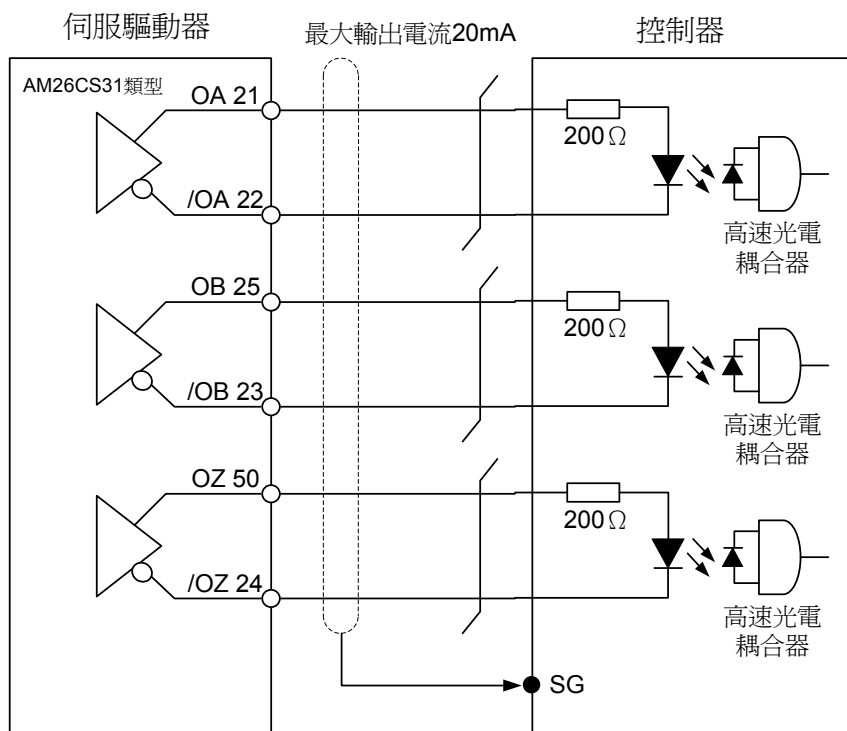 伺服驅動器
最大輸出電流20mA
控制器
AM26CS31類型
OA 21
200Ω
/OA 22
高速光電
耦合器
OB 25
200Ω
/OB 23
高速光電
耦合器
OZ 50
200Ω
/OZ 24
高速光電
耦合器
SG